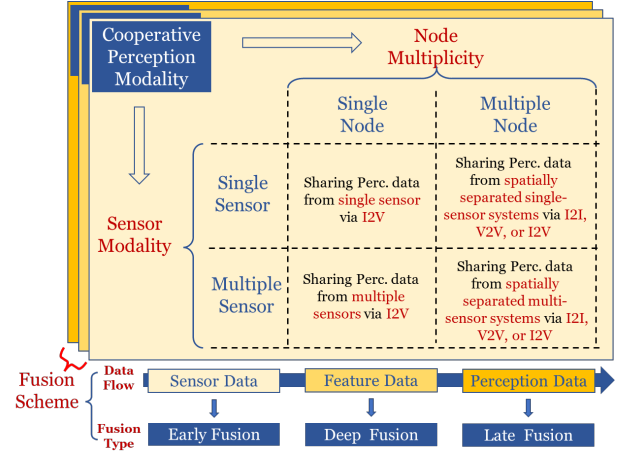 Cooperative
Perception
Modality
Node
Multiplicity
Single
Node
Multiple
Node
Sensor
Modality
Single
Sensor
Sharing Perc. data
from single sensor
via I2V
Sharing Perc. data
from spatially
separated single-
sensor systems via I2I,
V2V, or I2V
Multiple
Sensor
Sharing Perc. data
from multiple
sensors via I2V
Sharing Perc. data
from spatially
separated multi-
sensor systems via I2I,
V2V, or I2V
Fusion
Scheme
Data
Flow
Sensor Data
Feature Data
Perception Data
Fusion
Type
Early Fusion
Deep Fusion
Late Fusion